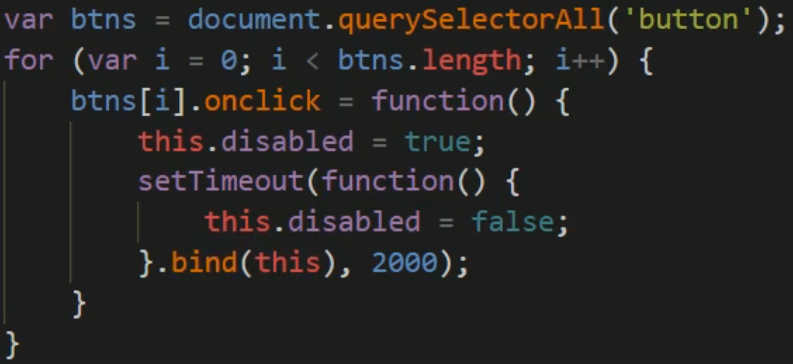 var btns = document.querySelectorAll('button');
for (var i = 0; i < btns.length; i++) {
    btns[i].onclick = function() {
        this.disabled = true;
        setTimeout(function() {
            this.disabled = false;
        }.bind(this), 2000);
    }
}